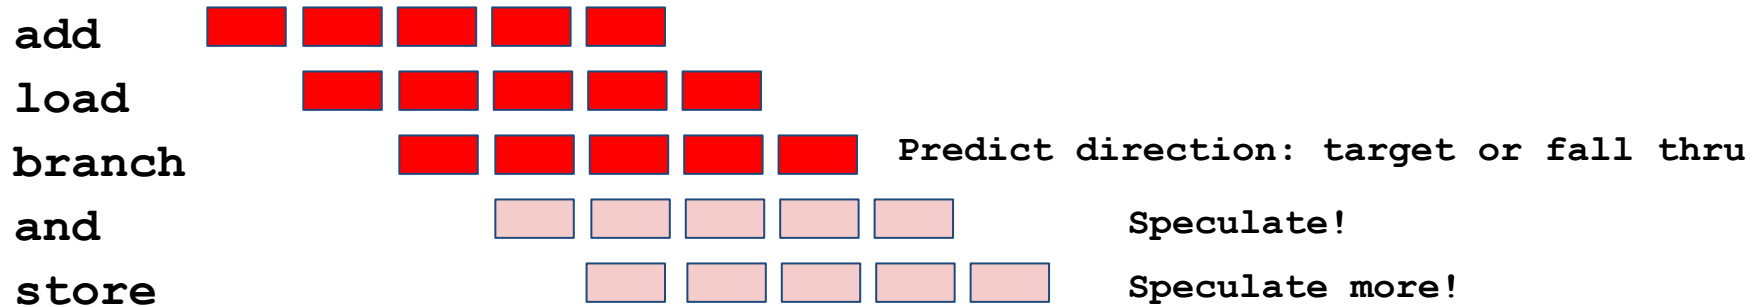 add
load
branch
Predict direction: target or fall thru
and
Speculate!
store
Speculate more!